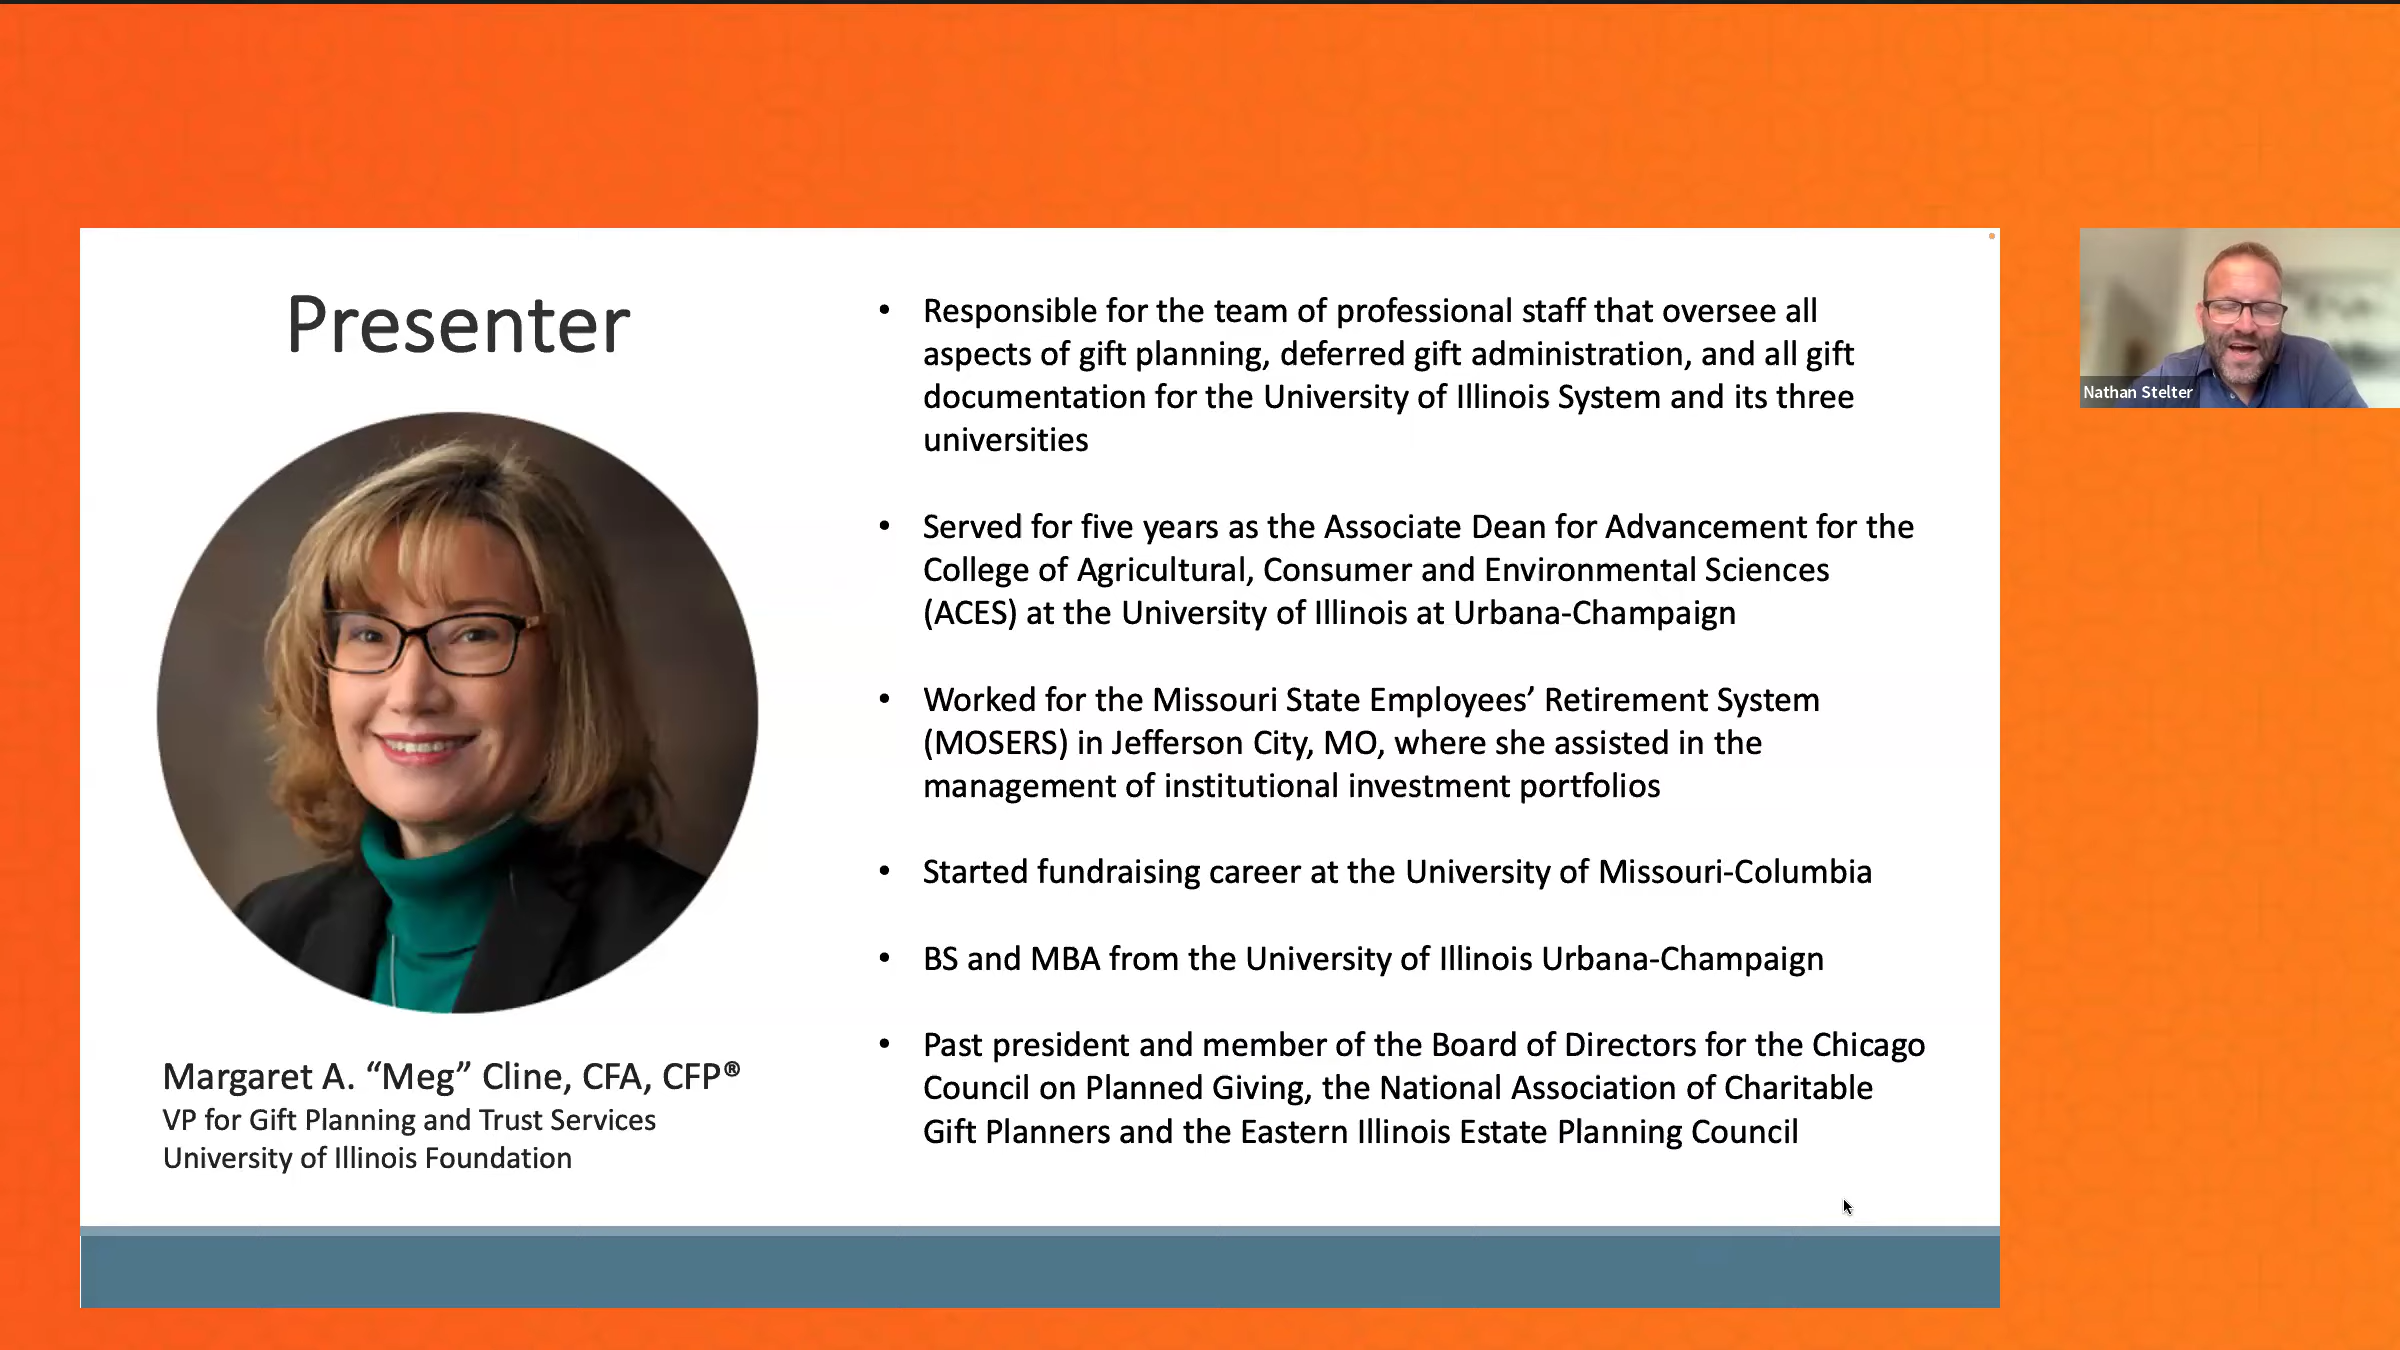 Presenter
Margaret A. “Meg” Cline, CFA, CFP®
VP for Gift Planning and Trust Services
University of Illinois Foundation
• Responsible for the team of professional staff that oversee all
aspects of gift planning, deferred gift administration, and all gift
documentation for the University of Illinois System and its three
universities
• Served for five years as the Associate Dean for Advancement for the
College of Agricultural, Consumer and Environmental Sciences
(ACES) at the University of Illinois at Urbana-Champaign
• Worked for the Missouri State Employees’ Retirement System
(MOSERS) in Jefferson City, MO, where she assisted in the
management of institutional investment portfolios
• Started fundraising career at the University of Missouri-Columbia
• BS and MBA from the University of Illinois Urbana-Champaign
• Past president and member of the Board of Directors for the Chicago
Council on Planned Giving, the National Association of Charitable
Gift Planners and the Eastern Illinois Estate Planning Council
Nathan Stelter